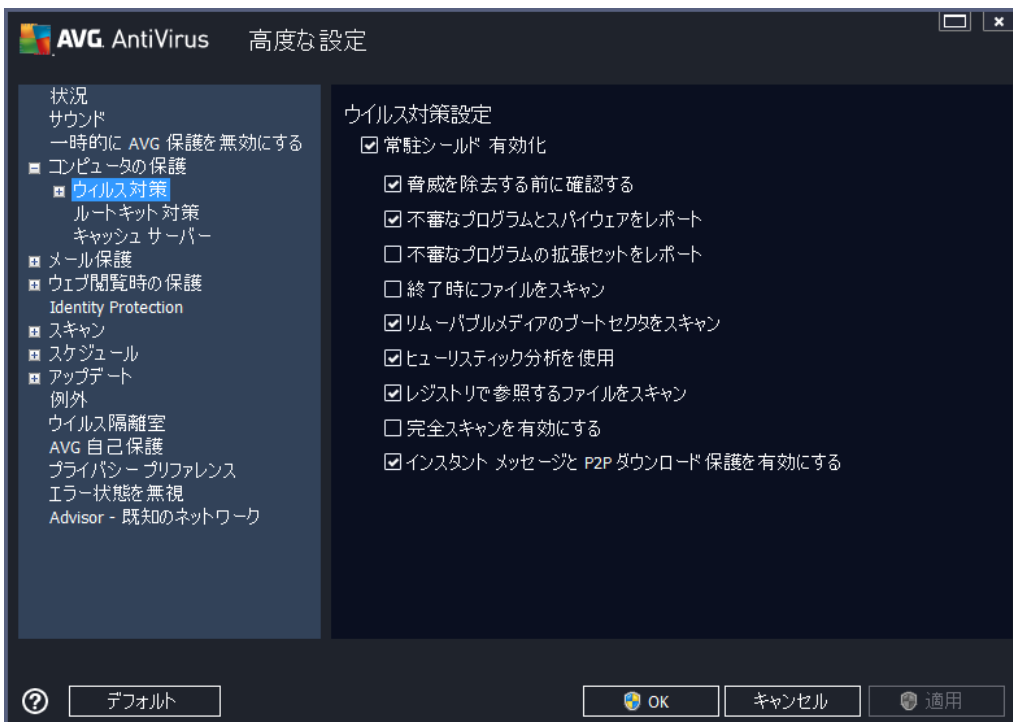 AVG. AntiVirus 高度な設定
状況
サウンド
一時的に AVG 保護を無効にする
コンピュータの保護
ウィルス対策
ルートキット対策
キャッシュ サーバー
メール保護
ウェブ閲覧時の保護
Identity Protection
スキャン
スケジュール
アップデート
例外
ウイルス隔離室
AVG 自己保護
プライバシー プリファレンス
エラー状態を無視
Advisor - 既知のネットワーク
ウイルス対策設定
常駐シールド 有効化
脅威を除去する前に確認する
不審なプログラムとスパイウェアをレポート
不審なプログラムの拡張セットをレポート
終了時にファイルをスキャン
リムーバブルメディアのブートセクタをスキャン
ヒューリスティック分析を使用
レジストリで参照するファイルをスキャン
完全スキャンを有効にする
インスタント メッセージと P2P ダウンロード保護を有効にする
デフォルト
OK
キャンセル
適用